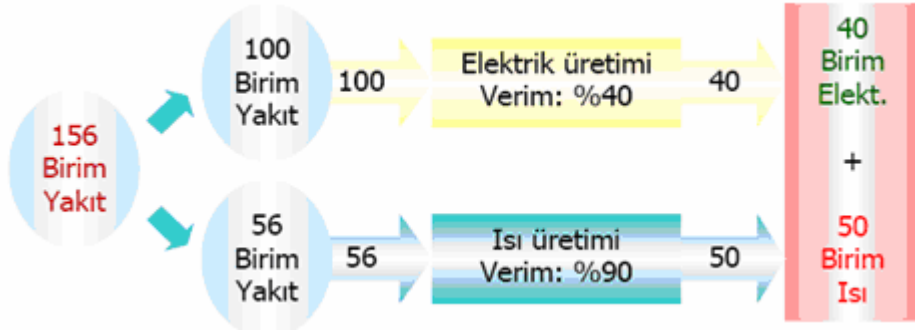 156
Birim
Yakıt
100
Birim
Yakıt
100
Elektrik üretimi
Verim: %40
40
56
Birim
Yakıt
56
Isı üretimi
Verim: %90
50
40
Birim
Elekt.
+
50
Birim
Isı